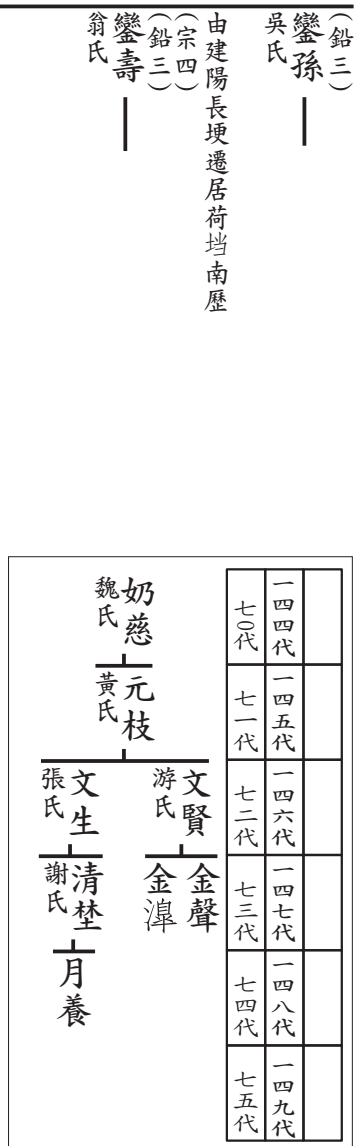 （鉛三）
鑾孫
吳氏
由建陽長埂遷居荷垱南歷
（宗四）
（鉛三）
鑾壽
翁氏
一四四代
一四五代
一四六代
一四七代
一四八代
一四九代
七〇代
七一代
七二代
七三代
七四代
七五代
奶慈
魏氏
元枝
黃氏
文賢
游氏
金聲
金潬
文生
張氏
清埜
謝氏
月養